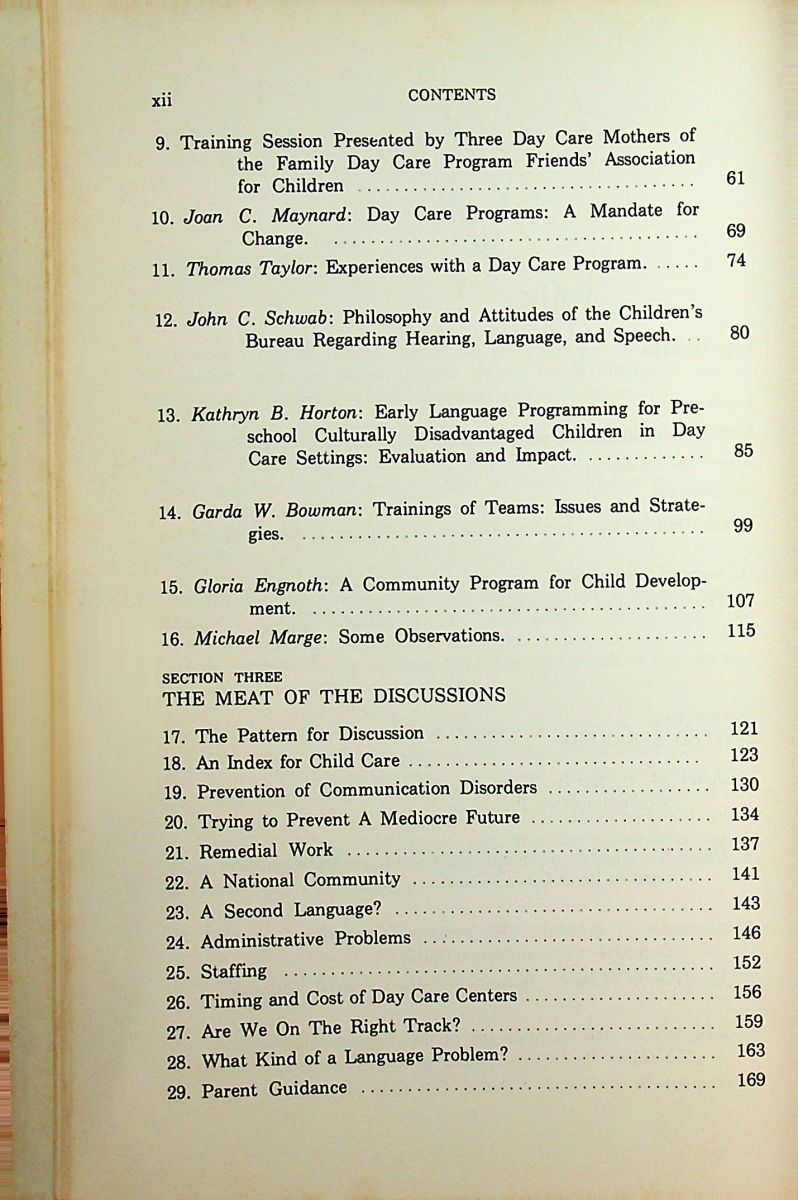 xii CONTENTS
9. Training Session Presented by Three Day Care Mothers of
the Family Day Care Program Friends' Association
for Children .................................... 61
10. Joan C. Maynard: Day Care Programs: A Mandate for
Change. ....................................... 69
11. Thomas Taylor: Experiences with a Day Care Program. ..... 74
12. John C. Schwab: Philosophy and Attitudes of the Children's
Bureau Regarding Hearing, Language, and Speech. .. 80
13. Kathryn B. Horton: Early Language Programming for Pre-
school Culturally Disadvantaged Children in Day
Care Settings: Evaluation and Impact. ............. 85
14. Garda W. Bowman: Trainings of Teams: Issues and Strate-
gies. ........................................... 99
15. Gloria Engnoth: A Community Program for Child Develop-
ment. .......................................... 107
16. Michael Marge: Some Observations. ..................... 115
SECTION THREE
THE MEAT OF THE DISCUSSIONS
17. The Pattern for Discussion ............................. 121
18. An Index for Child Care ............................... 123
19. Prevention of Communication Disorders ................. 130
20. Trying to Prevent A Mediocre Future ................... 134
21. Remedial Work ....................................... 137
22. A National Community ................................ 141
23. A Second Language? .................................. 143
24. Administrative Problems ............................... 146
25. Staffing .............................................. 152
26. Timing and Cost of Day Care Centers .................... 156
27. Are We On The Right Track? .......................... 159
28. What Kind of a Language Problem? ..................... 163
29. Parent Guidance ...................................... 169